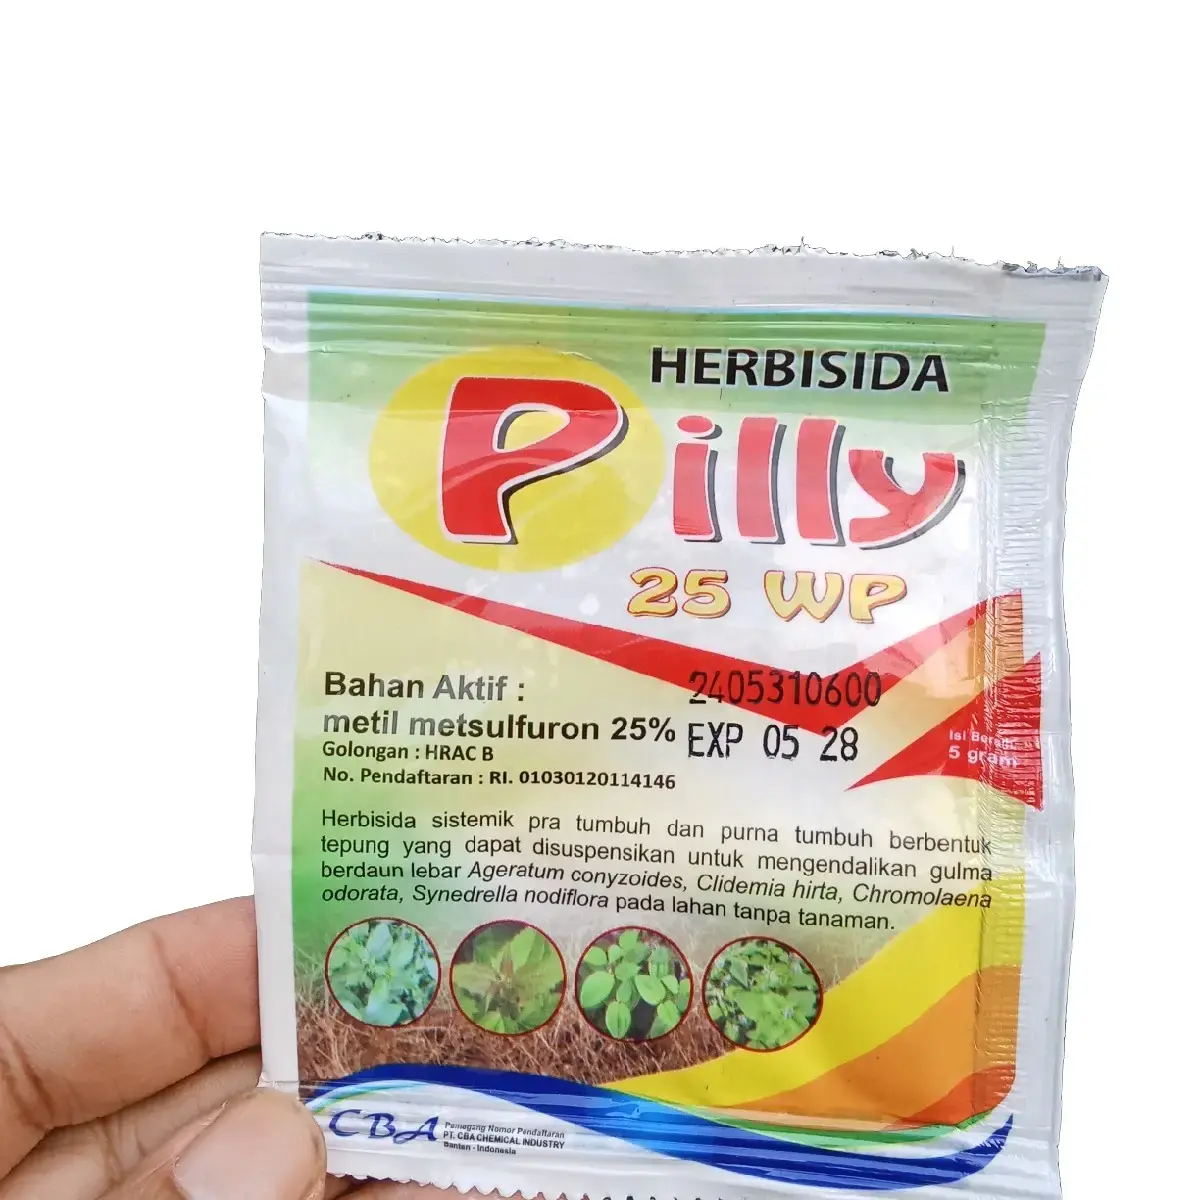 HERBISIDA
Pilly
25 WP
Bahan Aktif :
metil metsulfuron 25%
Golongan : HRAC B
No. Pendaftaran : RI. 01030120114146
2405310600
EXP 05 28
Isi Bersih:
5 gram
Herbisida sistemik pra tumbuh dan purna tumbuh berbentuk
tepung yang dapat disuspensikan untuk mengendalikan gulma
berdaun lebar Ageratum conyzoides, Clidemia hirta, Chromolaena
odorata, Synedrella nodiflora pada lahan tanpa tanaman.
CBA
Pemegang Nomor Pendaftaran
PT. CBA CHEMICAL INDUSTRY
Banten - Indonesia